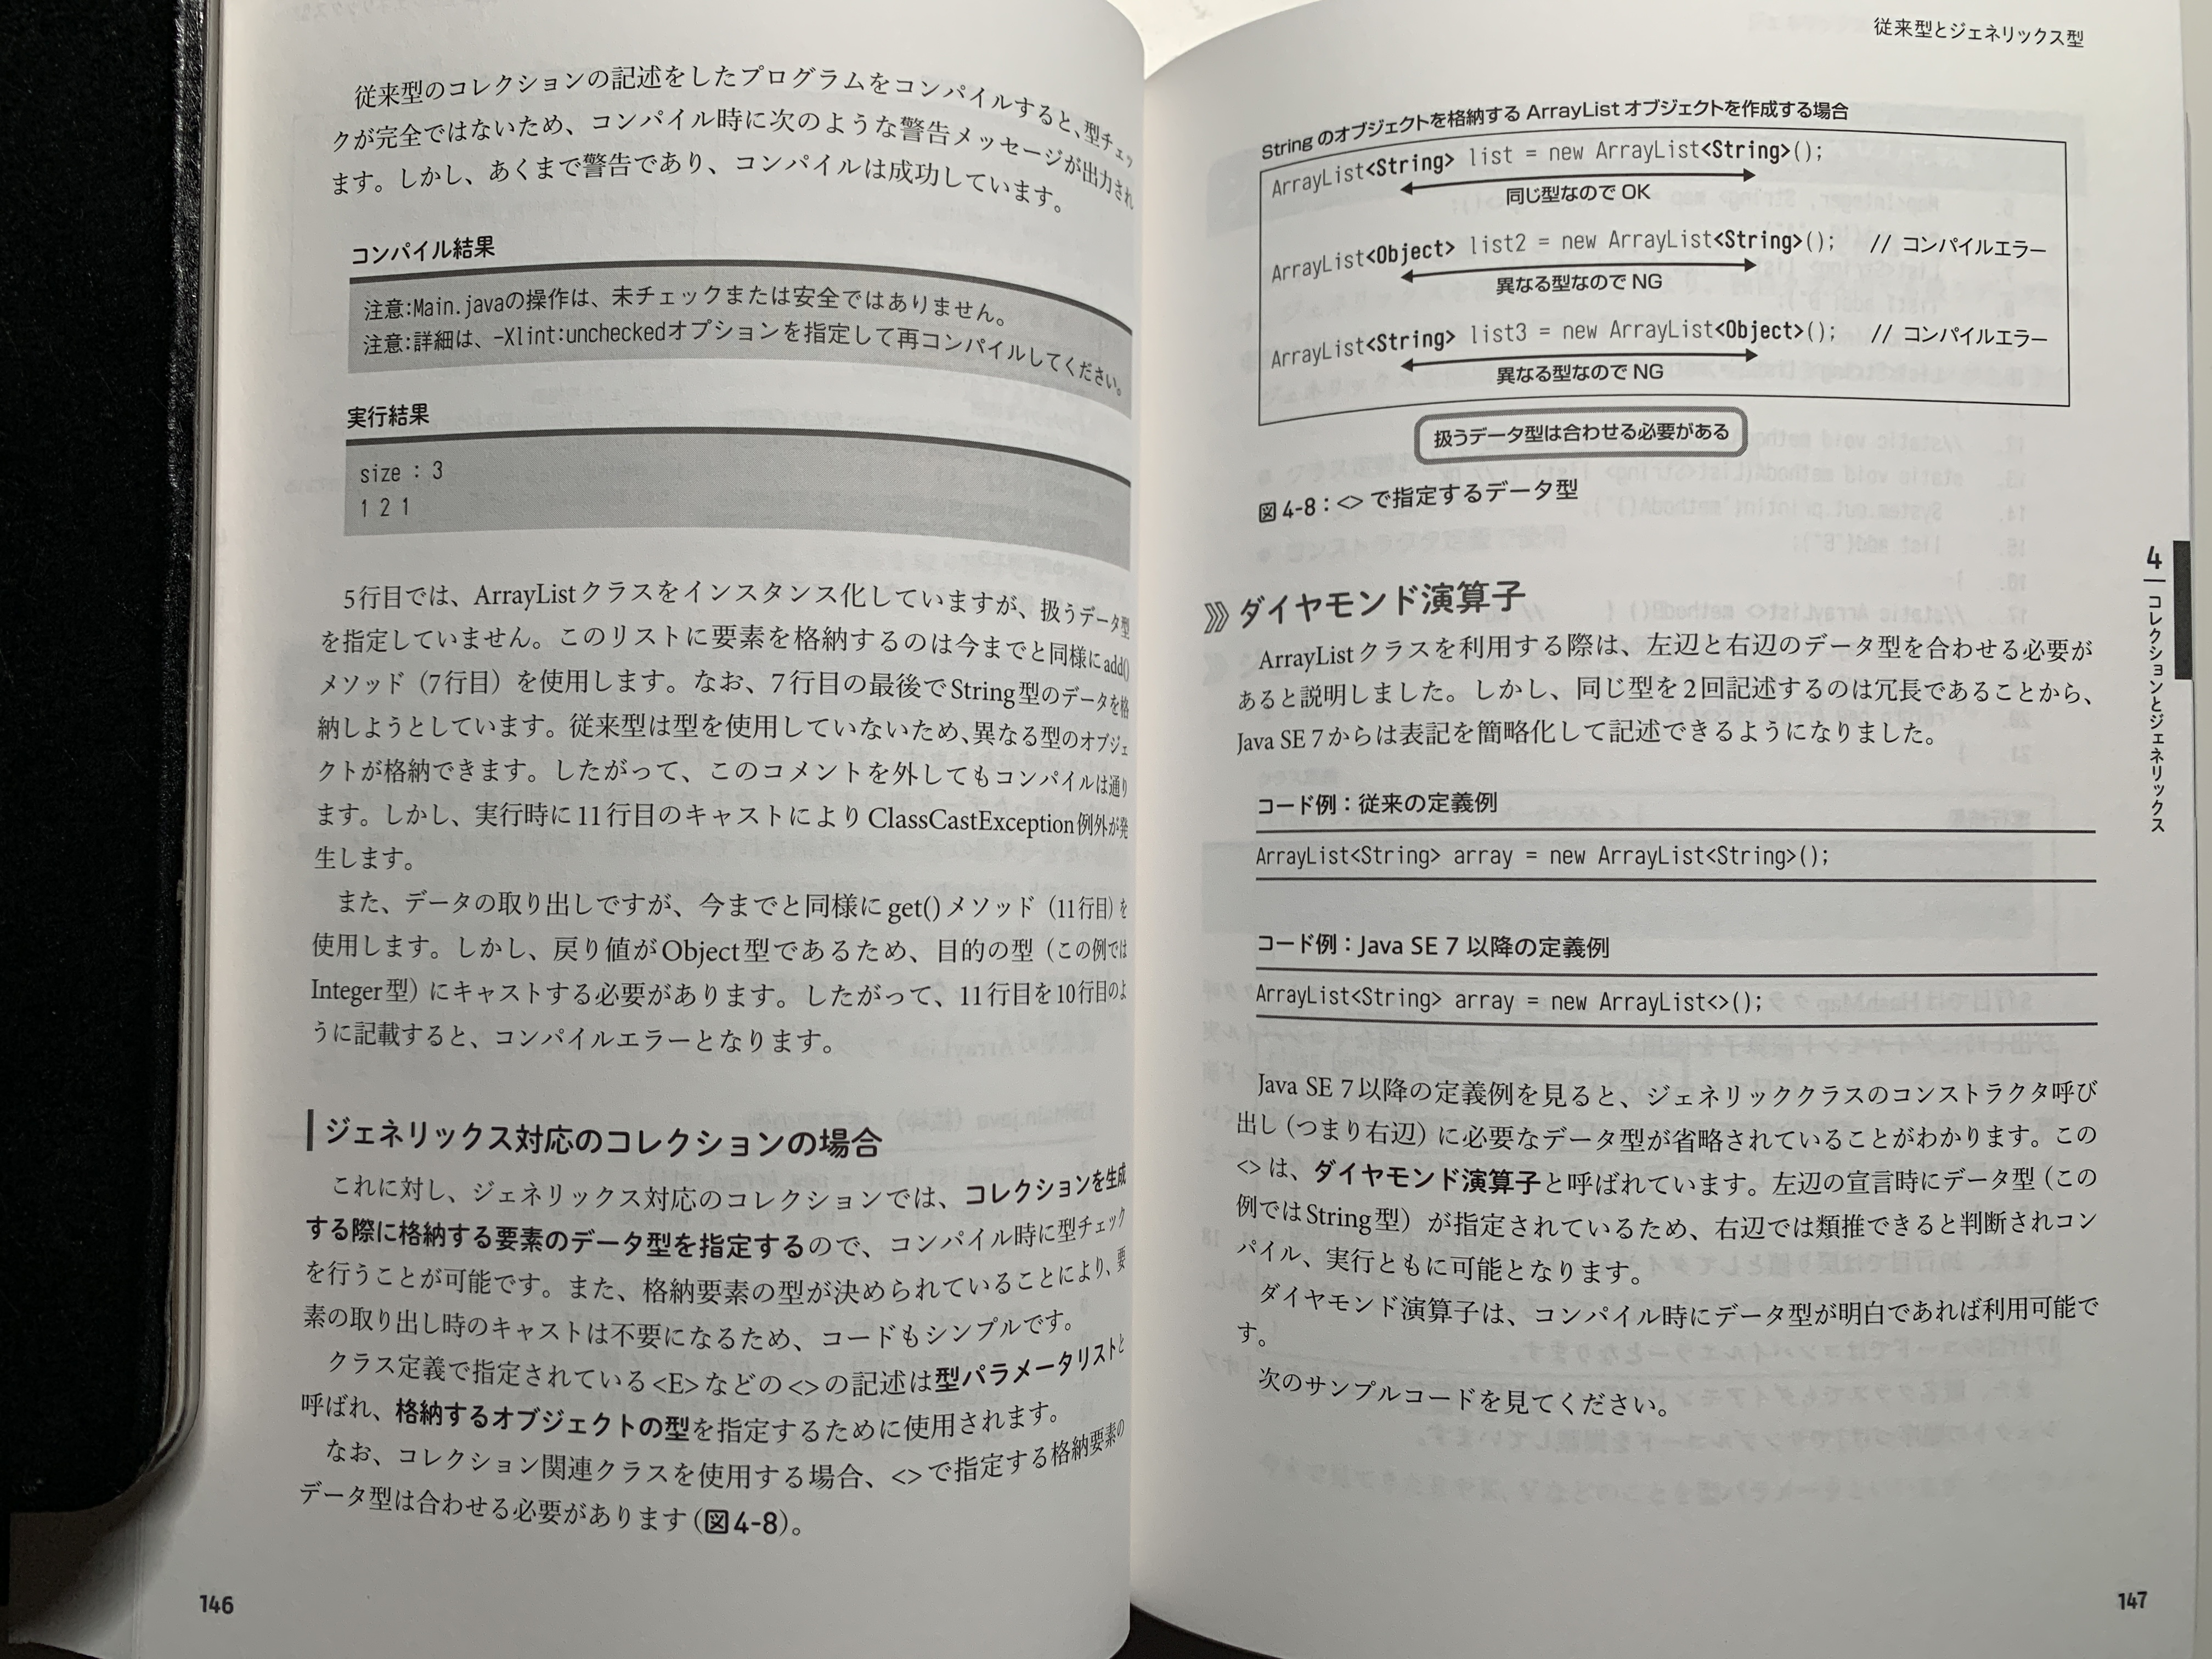 従来型のコレクションの記述をしたプログラムをコンパイルすると、型チェッ
クが完全ではないため、コンパイル時に次のような警告メッセージが出力され
ます。しかし、あくまで警告であり、コンパイルは成功しています。
コンパイル結果
注意:Main.javaの操作は、未チェックまたは安全ではありません。
注意:詳細は、-Xlint:uncheckedオプションを指定して再コンパイルしてください。
実行結果
size : 3
1 2 1
5行目では、ArrayListクラスをインスタンス化していますが、扱うデータ型
を指定していません。このリストに要素を格納するのは今までと同様にadd()
メソッド（7行目）を使用します。なお、7行目の最後でString型のデータを格
納しようとしています。従来型は型を使用していないため、異なる型のオブジェ
クトが格納できます。したがって、このコメントを外してもコンパイルは通り
ます。しかし、実行時に11行目のキャストによりClassCastException例外が発
生します。
また、データの取り出しですが、今までと同様にget()メソッド（11行目）を
使用します。しかし、戻り値がObject型であるため、目的の型（この例では
Integer型）にキャストする必要があります。したがって、11行目を10行目のよ
うに記載すると、コンパイルエラーとなります。
ジェネリックス対応のコレクションの場合
これに対し、ジェネリックス対応のコレクションでは、コレクションを生成
する際に格納する要素のデータ型を指定するので、コンパイル時に型チェック
を行うことが可能です。また、格納要素の型が決められていることにより、要
素の取り出し時のキャストは不要になるため、コードもシンプルです。
クラス定義で指定されている<E>などの<>の記述は型パラメータリストと
呼ばれ、格納するオブジェクトの型を指定するために使用されます。
なお、コレクション関連クラスを使用する場合、<>で指定する格納要素の
データ型は合わせる必要があります（図4-8）。
146
従来型とジェネリックス型
String のオブジェクトを格納する ArrayList オブジェクトを作成する場合
ArrayList<String> list = new ArrayList<String>();
同じ型なので OK
ArrayList<Object> list2 = new ArrayList<String>(); // コンパイルエラー
異なる型なので NG
ArrayList<String> list3 = new ArrayList<Object>(); // コンパイルエラー
異なる型なので NG
扱うデータ型は合わせる必要がある
図4-8：<> で指定するデータ型
ダイヤモンド演算子
ArrayListクラスを利用する際は、左辺と右辺のデータ型を合わせる必要が
あると説明しました。しかし、同じ型を2回記述するのは冗長であることから、
Java SE 7からは表記を簡略化して記述できるようになりました。
コード例：従来の定義例
ArrayList<String> array = new ArrayList<String>();
コード例：Java SE 7 以降の定義例
ArrayList<String> array = new ArrayList<>();
Java SE 7以降の定義例を見ると、ジェネリッククラスのコンストラクタ呼び
出し（つまり右辺）に必要なデータ型が省略されていることがわかります。この
<>は、ダイヤモンド演算子と呼ばれています。左辺の宣言時にデータ型（この
例ではString型）が指定されているため、右辺では類推できると判断されコン
パイル、実行ともに可能となります。
ダイヤモンド演算子は、コンパイル時にデータ型が明白であれば利用可能で
す。
次のサンプルコードを見てください。
4
コレクションとジェネリックス
147